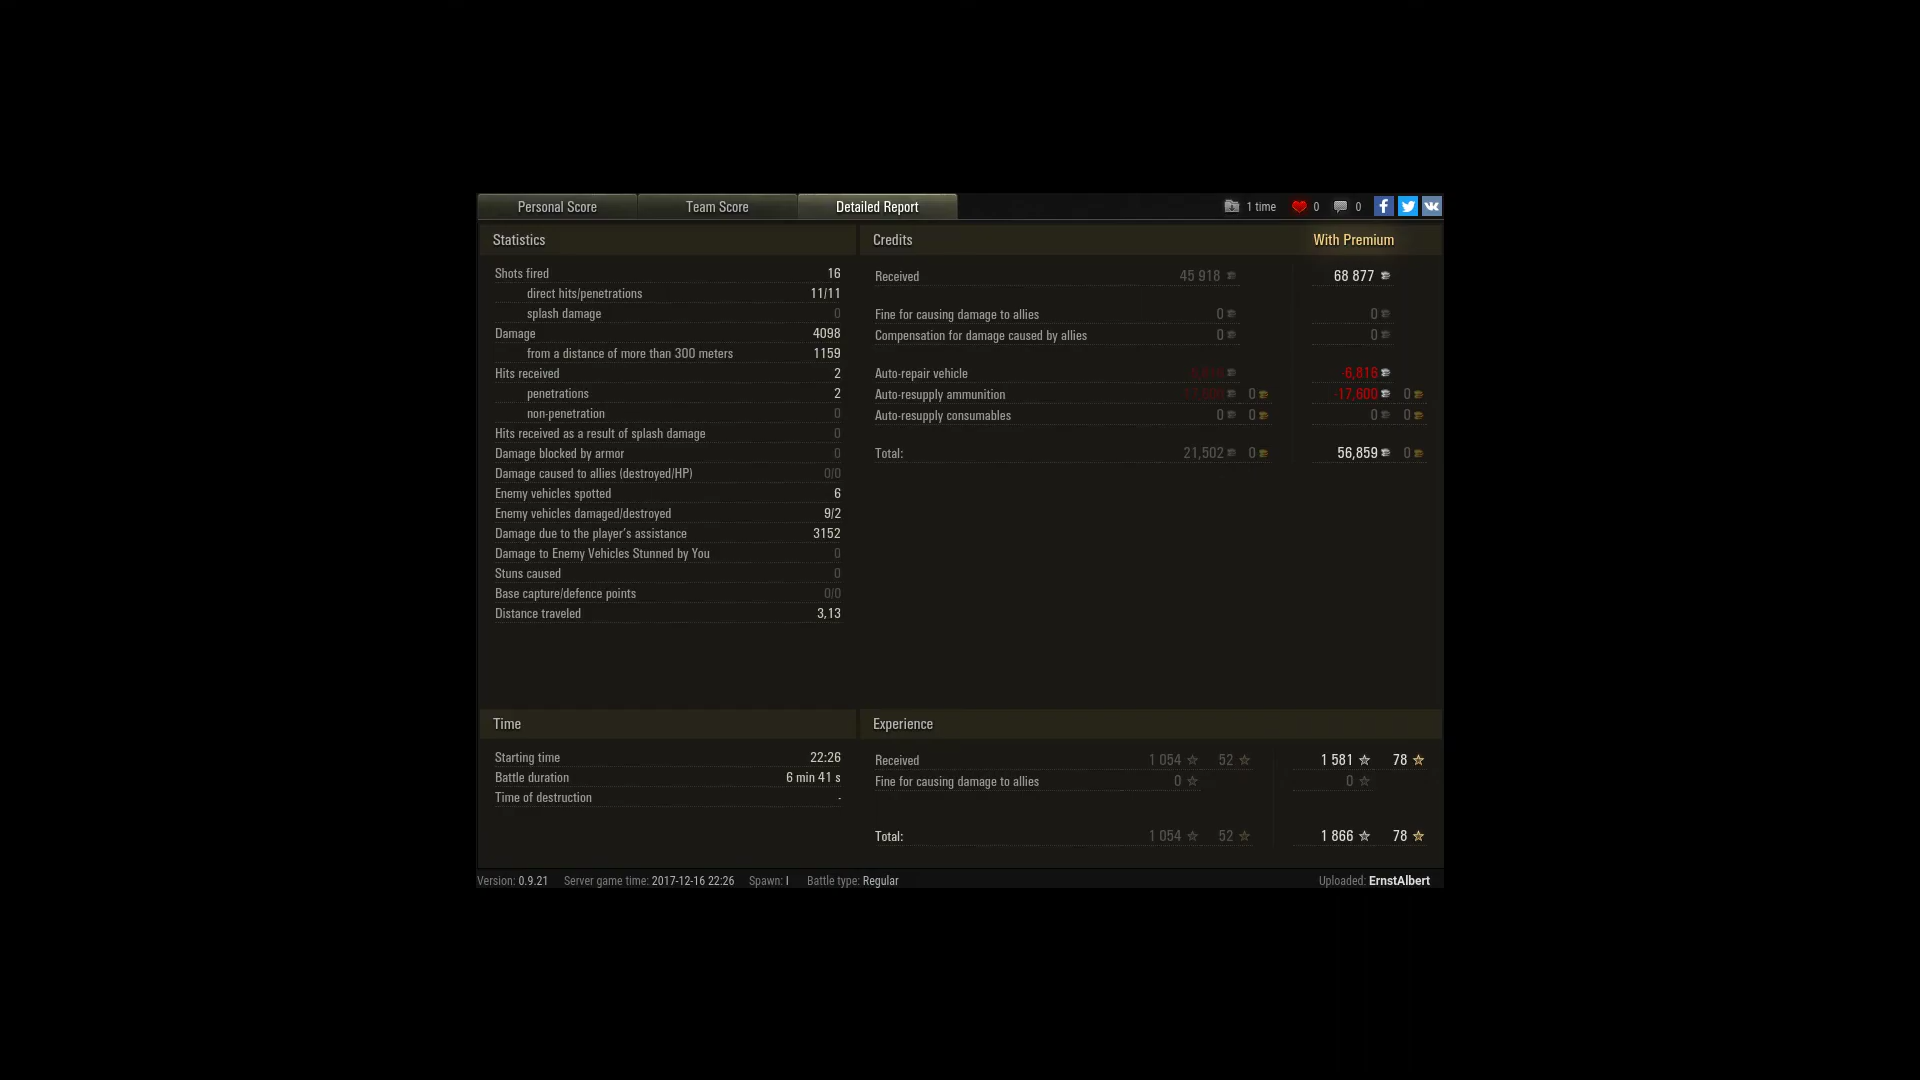 Personal Score Team Score Detailed Report 1 time 0 0
Statistics
Shots fired 16
direct hits/penetrations 11/11
splash damage 0
Damage 4098
from a distance of more than 300 meters 1159
Hits received 2
penetrations 2
non-penetration 0
Hits received as a result of splash damage 0
Damage blocked by armor 0
Damage caused to allies (destroyed/HP) 0/0
Enemy vehicles spotted 6
Enemy vehicles damaged/destroyed 9/2
Damage due to the player's assistance 3152
Damage to Enemy Vehicles Stunned by You 0
Stuns caused 0
Base capture/defence points 0/0
Distance traveled 3,13
Credits With Premium
Received 45 918 68 877
Fine for causing damage to allies 0 0
Compensation for damage caused by allies 0 0
Auto-repair vehicle -6,816
Auto-resupply ammunition 0 -17,600 0
Auto-resupply consumables 0 0 0 0
Total: 21,502 0 56,859 0
Time
Starting time 22:26
Battle duration 6 min 41 s
Time of destruction -
Experience
Received 1 054 52 1 581 78
Fine for causing damage to allies 0 0
Total: 1 054 52 1 866 78
Version: 0.9.21 Server game time: 2017-12-16 22:26 Spawn: I Battle type: Regular Uploaded: ErnstAlbert